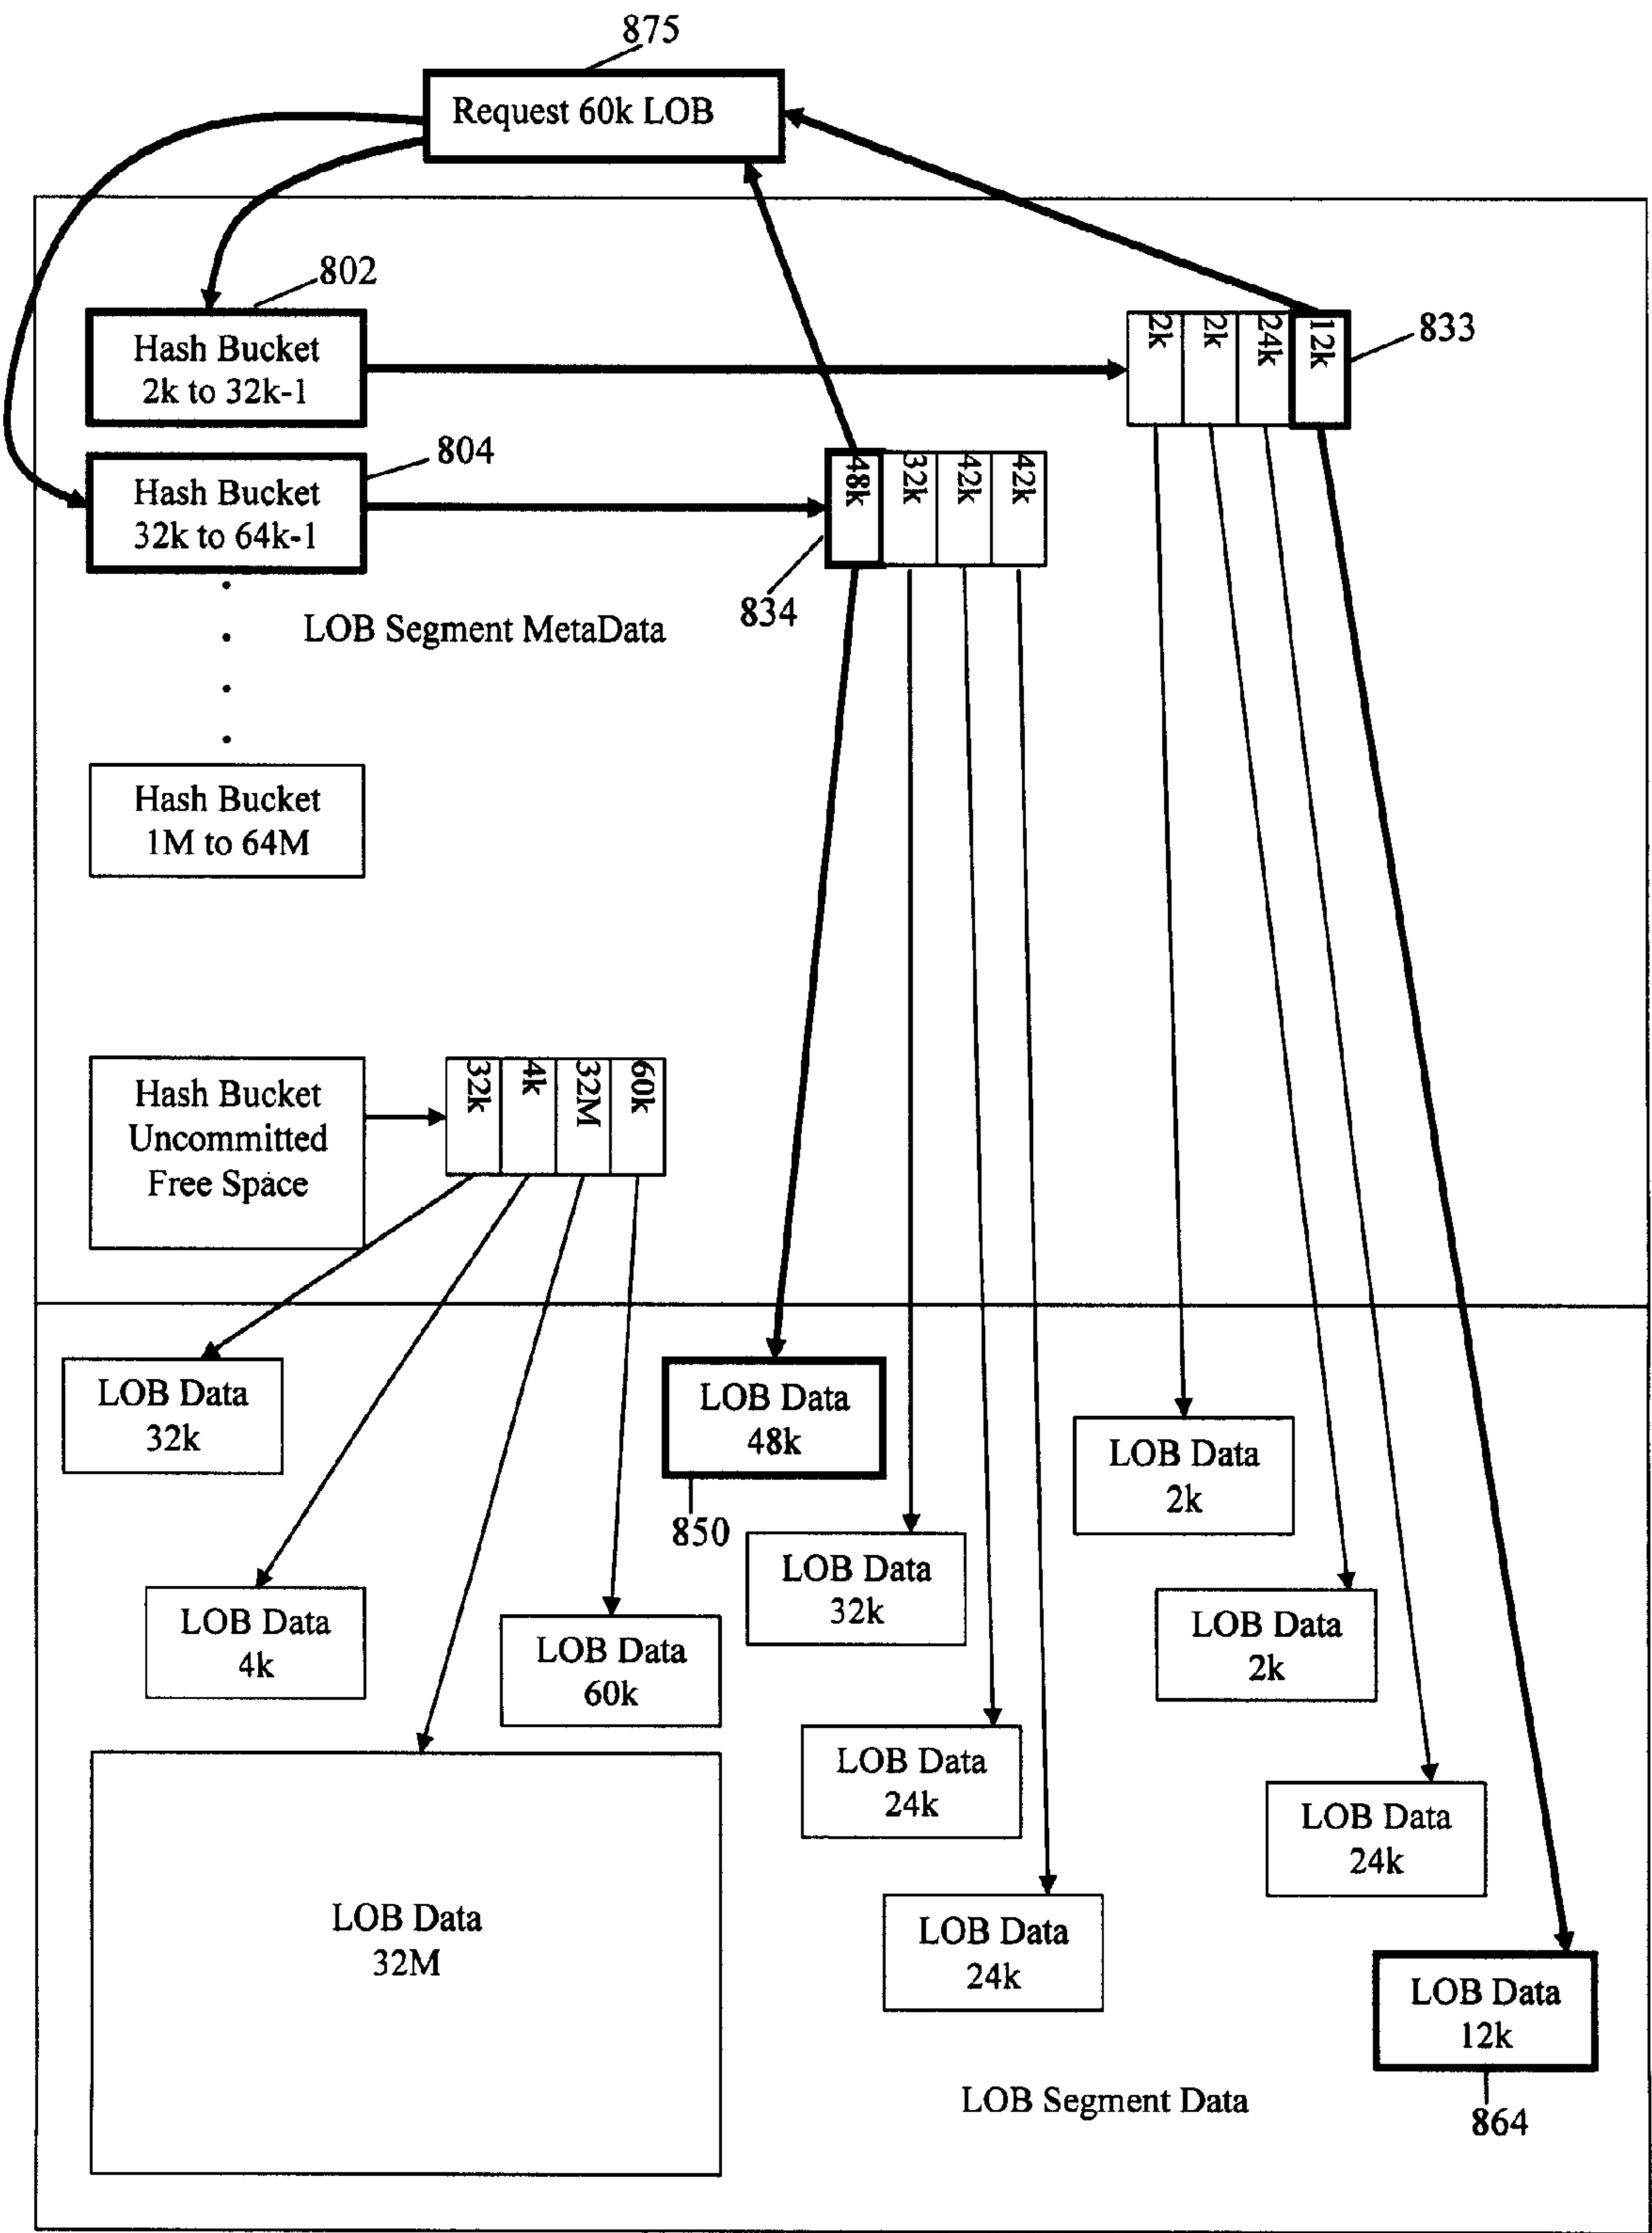 875
Request 60k LOB
802
Hash Bucket
2k to 32k-1
2k
2k
24k
12k
833
804
Hash Bucket
32k to 64k-1
48k
32k
42k
42k
834
LOB Segment MetaData
Hash Bucket
1M to 64M
Hash Bucket
Uncommitted
Free Space
32k
4k
32M
60k
LOB Data
32k
LOB Data
48k
850
LOB Data
2k
LOB Data
32k
LOB Data
4k
LOB Data
60k
LOB Data
2k
LOB Data
24k
LOB Data
24k
LOB Data
32M
LOB Data
24k
LOB Data
12k
864
LOB Segment Data